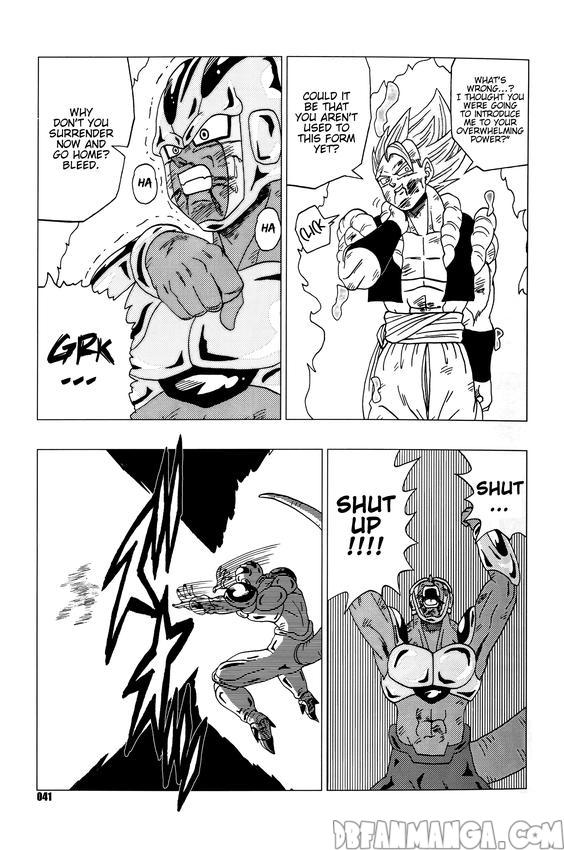 WHAT'S
WRONG...?
I THOUGHT YOU
WERE GOING
TO INTRODUCE
ME TO YOUR
OVERWHELMING
POWER?"
COULD IT
BE THAT
YOU AREN'T
USED TO
THIS FORM
YET?
CLICK
WHY
DON'T YOU
SURRENDER
NOW AND
GO HOME?
BLEED.
HA
HA
GRK
...
SHUT
...
SHUT
UP
!!!!
041
DBFANMANGA.COM